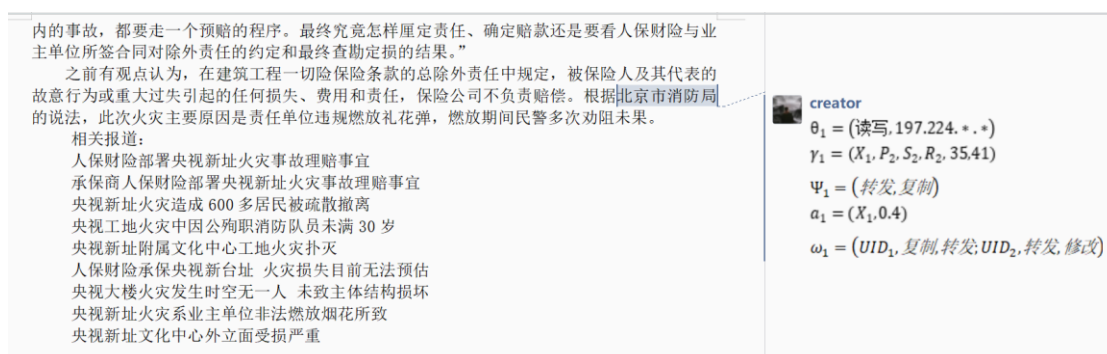 内的事故，都要走一个预赔的程序。最终究竟怎样厘定责任、确定赔款还是要看人保财险与业
主单位所签合同对除外责任的约定和最终查勘定损的结果。”
之前有观点认为，在建筑工程一切险保险条款的总除外责任中规定，被保险人及其代表的
故意行为或重大过失引起的任何损失、费用和责任，保险公司不负责赔偿。根据北京市消防局
的说法，此次火灾主要原因是责任单位违规燃放礼花弹，燃放期间民警多次劝阻未果。
相关报道：
人保财险部署央视新址火灾事故理赔事宜
承保商人保财险部署央视新址火灾事故理赔事宜
央视新址火灾造成 600 多居民被疏散撤离
央视工地火灾中因公殉职消防队员未满 30 岁
央视新址附属文化中心工地火灾扑灭
人保财险承保央视新台址 火灾损失目前无法预估
央视大楼火灾发生时空无一人 未致主体结构损坏
央视新址火灾系业主单位非法燃放烟花所致
央视新址文化中心外立面受损严重
creator
θ₁ = (读写, 197.224.∗.∗)
γ₁ = (X₁, P₂, S₂, R₂, 35,41)
Ψ₁ = (转发,复制)
a₁ = (X₁,0.4)
ω₁ = (UID₁,复制,转发;UID₂,转发,修改)